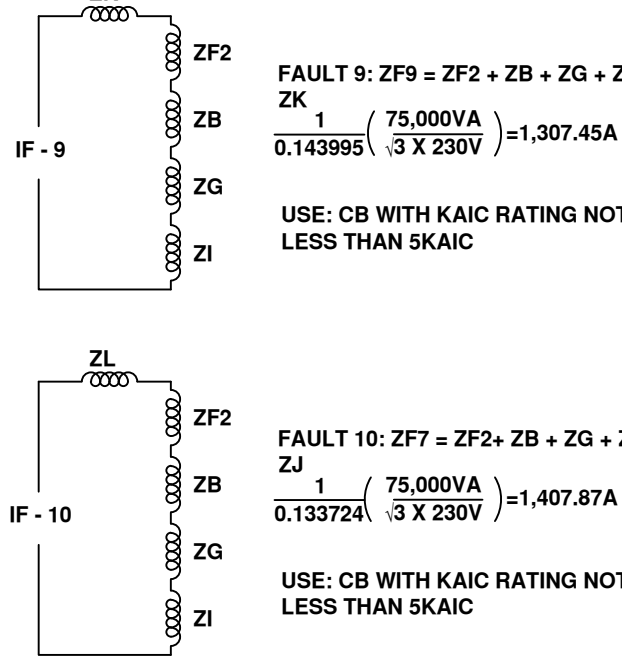 ZF2
FAULT 9: ZF9 = ZF2 + ZB + ZG +
ZK
ZB
1
0.143995 ( 75,000VA
√3 X 230V ) =1,307.45A
IF - 9
ZG
USE: CB WITH KAIC RATING NOT
LESS THAN 5KAIC
ZI
ZL
ZF2
FAULT 10: ZF7 = ZF2+ ZB + ZG +
ZJ
ZB
1
0.133724 ( 75,000VA
√3 X 230V ) =1,407.87A
IF - 10
ZG
USE: CB WITH KAIC RATING NOT
LESS THAN 5KAIC
ZI